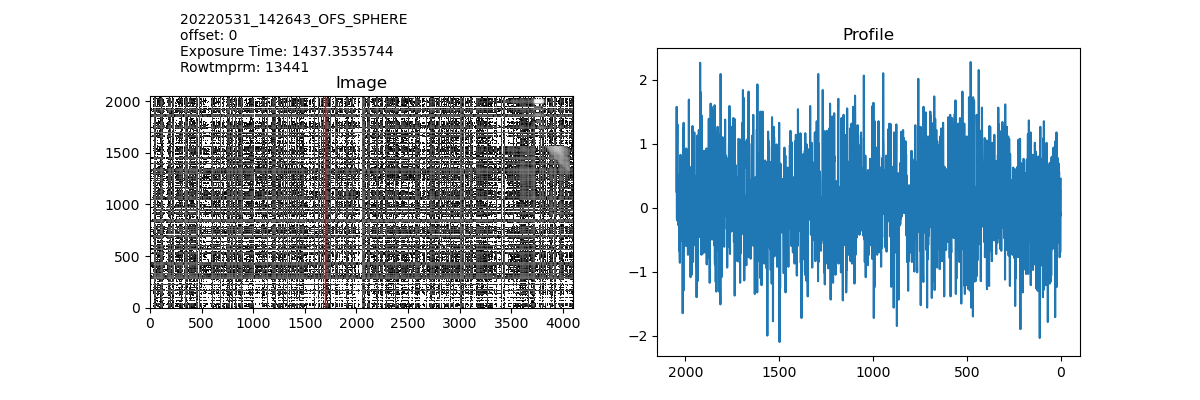 20220531_142643_OFS_SPHERE
offset: 0
Exposure Time: 1437.3535744
Rowtmprm: 13441
Image
2000
1500
1000
500
0
0 500 1000 1500 2000 2500 3000 3500 4000
Profile
2
1
0
−1
−2
2000 1500 1000 500 0